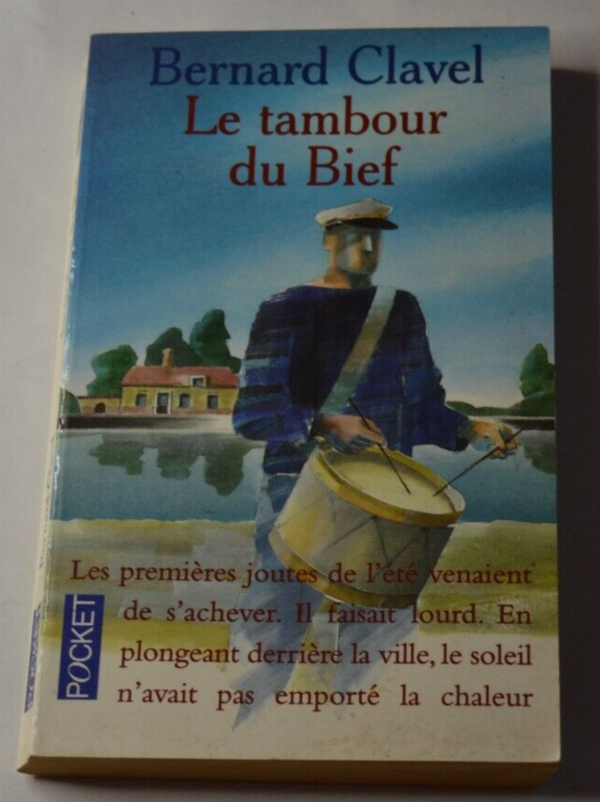 Bernard Clavel
Le tambour
du Bief
Les premières joutes de l'été venaient
de s'achever. Il faisait lourd. En
plongeant derrière la ville, le soleil
n'avait pas emporté la chaleur
POCKET